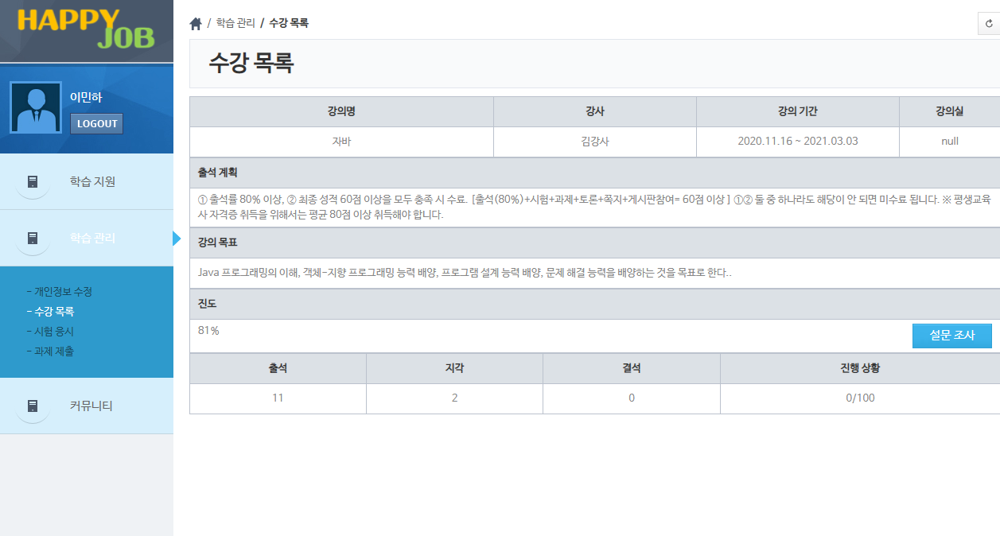 HAPPY
JOB
/ 학습 관리 / 수강 목록
수강 목록
이민하
LOGOUT
학습 지원
학습 관리
- 개인정보 수정
- 수강 목록
- 시험 응시
- 과제 제출
커뮤니티
강의명 강사 강의 기간 강의실
자바 김강사 2020.11.16 ~ 2021.03.03 null
출석 계획
① 출석률 80% 이상, ② 최종 성적 60점 이상을 모두 충족 시 수료. [출석(80%)+시험+과제+토론+쪽지+게시판참여= 60점 이상 ] ①② 둘 중 하나라도 해당이 안 되면 미수료 됩니다. ※ 평생교육
사 자격증 취득을 위해서는 평균 80점 이상 취득해야 합니다.
강의 목표
Java 프로그래밍의 이해, 객체-지향 프로그래밍 능력 배양, 프로그램 설계 능력 배양, 문제 해결 능력을 배양하는 것을 목표로 한다..
진도
81%
설문 조사
출석 지각 결석 진행 상황
11 2 0 0/100